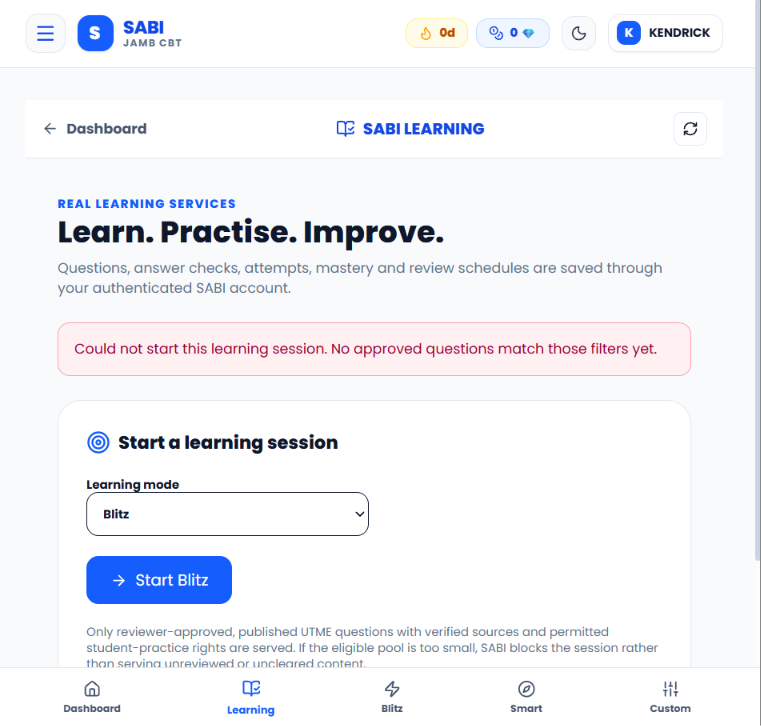 S
SABI
JAMB CBT
0d
0
K
KENDRICK
Dashboard
SABI LEARNING
REAL LEARNING SERVICES
Learn. Practise. Improve.
Questions, answer checks, attempts, mastery and review schedules are saved through
your authenticated SABI account.
Could not start this learning session. No approved questions match those filters yet.
Start a learning session
Learning mode
Blitz
Start Blitz
Only reviewer-approved, published UTME questions with verified sources and permitted
student-practice rights are served. If the eligible pool is too small, SABI blocks the session rather
than serving unreviewed or uncleared content.
Dashboard
Learning
Blitz
Smart
Custom